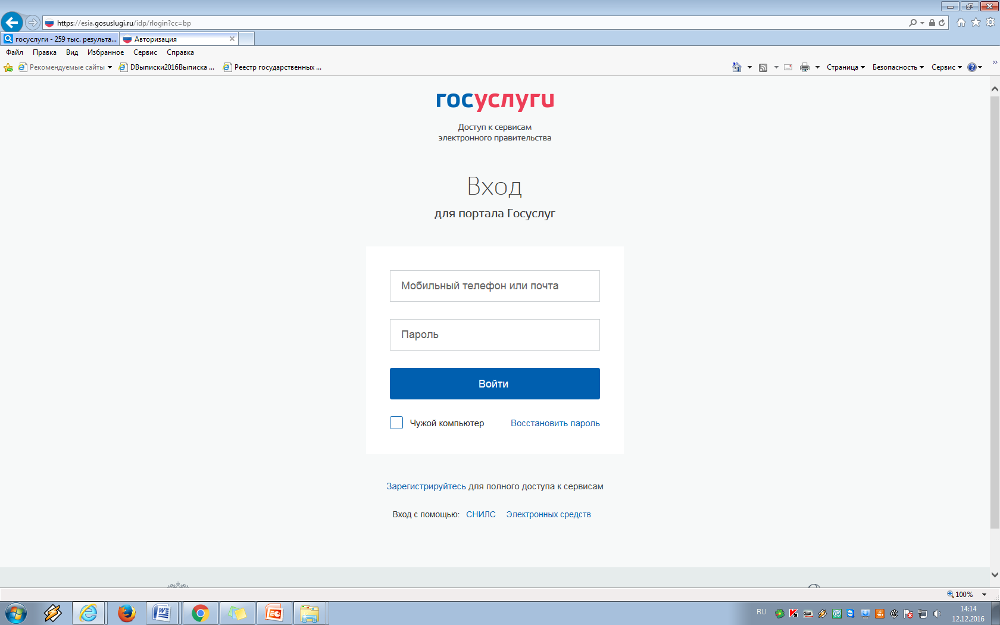 https://esia.gosuslugi.ru/idp/rlogin?cc=bp
госуслуги - 259 тыс. результа...
Авторизация
Файл Правка Вид Избранное Сервис Справка
Рекомендуемые сайты DВыписки2016Выписка ... Реестр государственных ...
Страница Безопасность Сервис
госуслуги
Доступ к сервисам
электронного правительства
Вход
для портала Госуслуг
Мобильный телефон или почта
Пароль
Войти
Чужой компьютер Восстановить пароль
Зарегистрируйтесь для полного доступа к сервисам
Вход с помощью: СНИЛС Электронных средств
100%
RU
14:14
12.12.2016